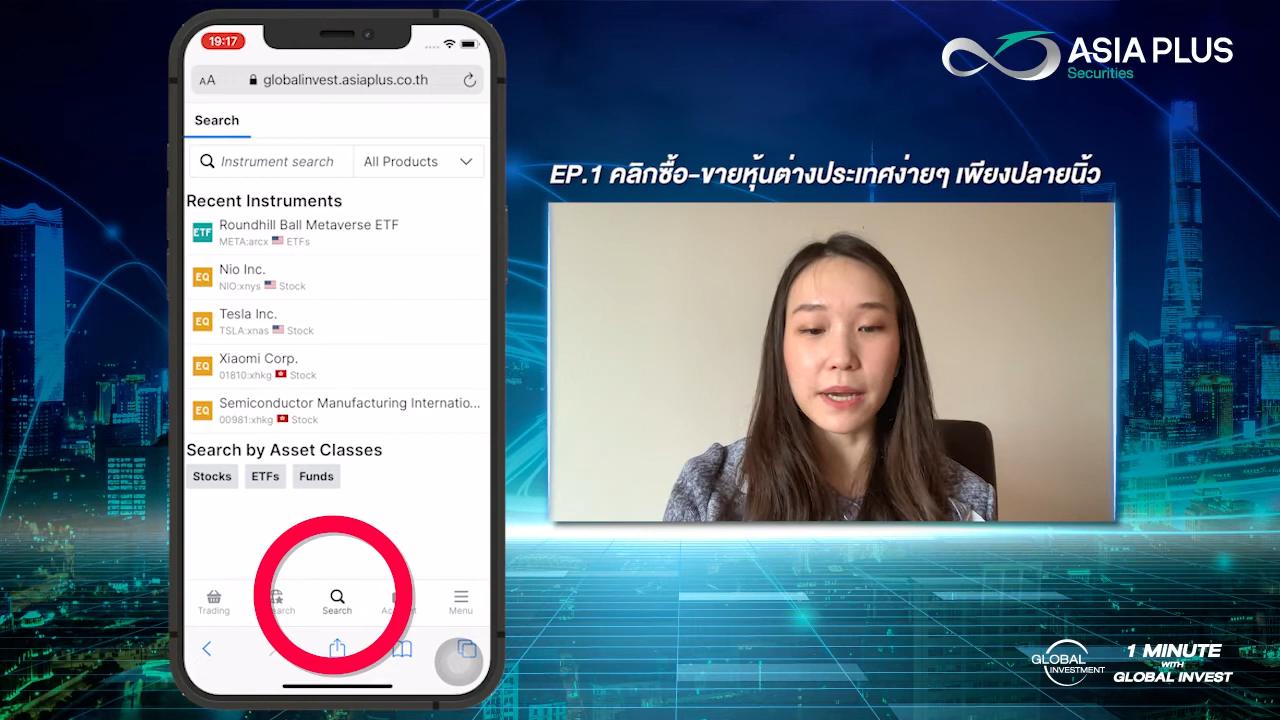 19:17
AA
globalinvest.asiaplus.co.th
Search
Instrument search
All Products
Recent Instruments
ETF
Roundhill Ball Metaverse ETF
META:arcx ETFs
EQ
Nio Inc.
NIO:xnys Stock
EQ
Tesla Inc.
TSLA:xnas Stock
EQ
Xiaomi Corp.
01810:xhkg Stock
EQ
Semiconductor Manufacturing Internatio...
00981:xhkg Stock
Search by Asset Classes
Stocks ETFs Funds
Trading
Search
Menu
ASIA PLUS
Securities
EP.1 คลิกซื้อ-ขายหุ้นต่างประเทศง่ายๆ เพียงปลายนิ้ว
GLOBAL
INVESTMENT
1 MINUTE
WITH
GLOBAL INVEST